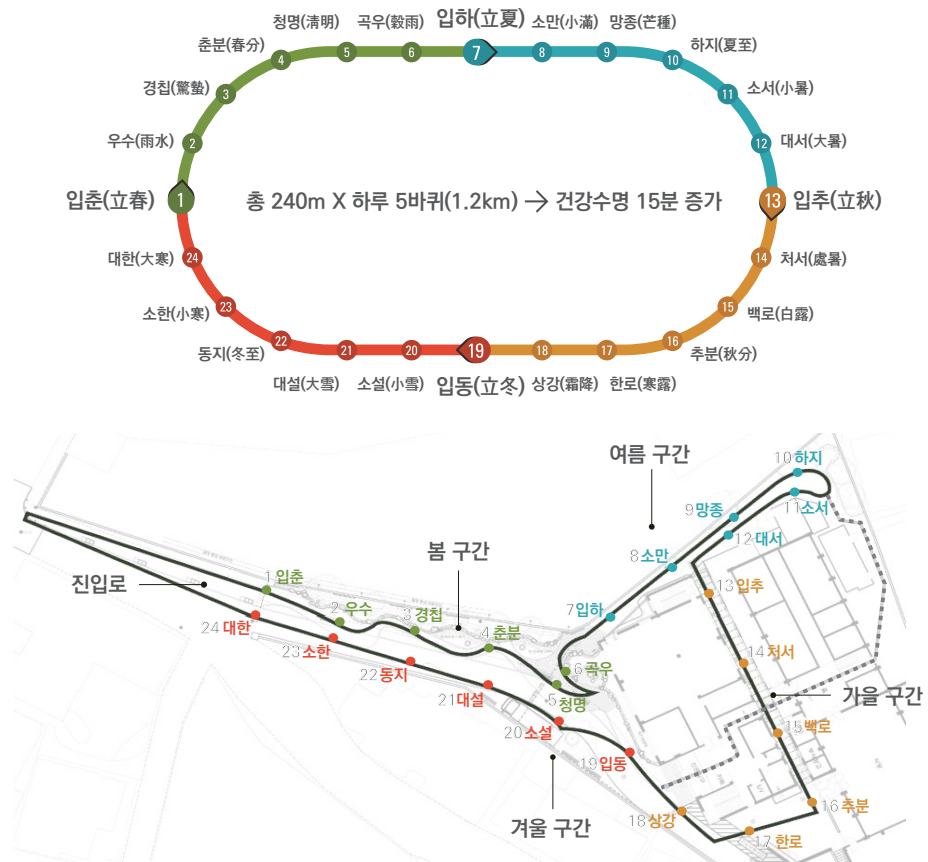 청명(淸明)
곡우(穀雨)
입하(立夏)
소만(小滿)
망종(芒種)
춘분(春分)
4
5
6
7
8
9
10
하지(夏至)
경칩(驚蟄)
3
11
소서(小暑)
우수(雨水)
2
12
대서(大暑)
입춘(立春)
1
총 240m X 하루 5바퀴(1.2km) → 건강수명 15분 증가
13
입추(立秋)
대한(大寒)
24
14
처서(處暑)
소한(小寒)
23
15
백로(白露)
동지(冬至)
22
21
20
19
18
17
16
추분(秋分)
대설(大雪)
소설(小雪)
입동(立冬)
상강(霜降)
한로(寒露)
여름 구간
10 하지
11 소서
9 망종
12 대서
8 소만
봄 구간
진입로
1 입춘
13 입추
7 입하
2 우수
3 경칩
24 대한
4 춘분
23 소한
14 처서
22 동지
6 곡우
가을 구간
21 대설
5 청명
15 백로
20 소설
19 입동
16 추분
겨울 구간
18 상강
17 한로